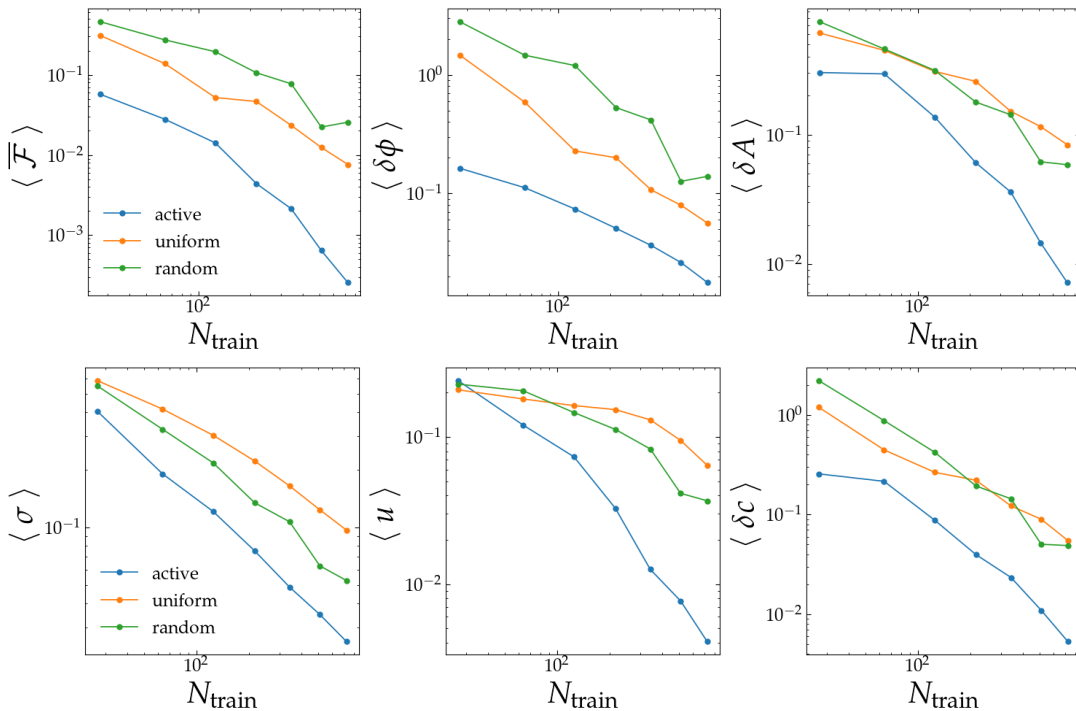 10⁻¹
10⁻²
10⁻³
⟨ \overline{ℱ} ⟩
active
uniform
random
10²
N_train
10⁰
10⁻¹
⟨ δϕ ⟩
10²
N_train
10⁻¹
10⁻²
⟨ δA ⟩
10²
N_train
10⁻¹
⟨ σ ⟩
active
uniform
random
10²
N_train
10⁻¹
10⁻²
⟨ u ⟩
10²
N_train
10⁰
10⁻¹
10⁻²
⟨ δc ⟩
10²
N_train